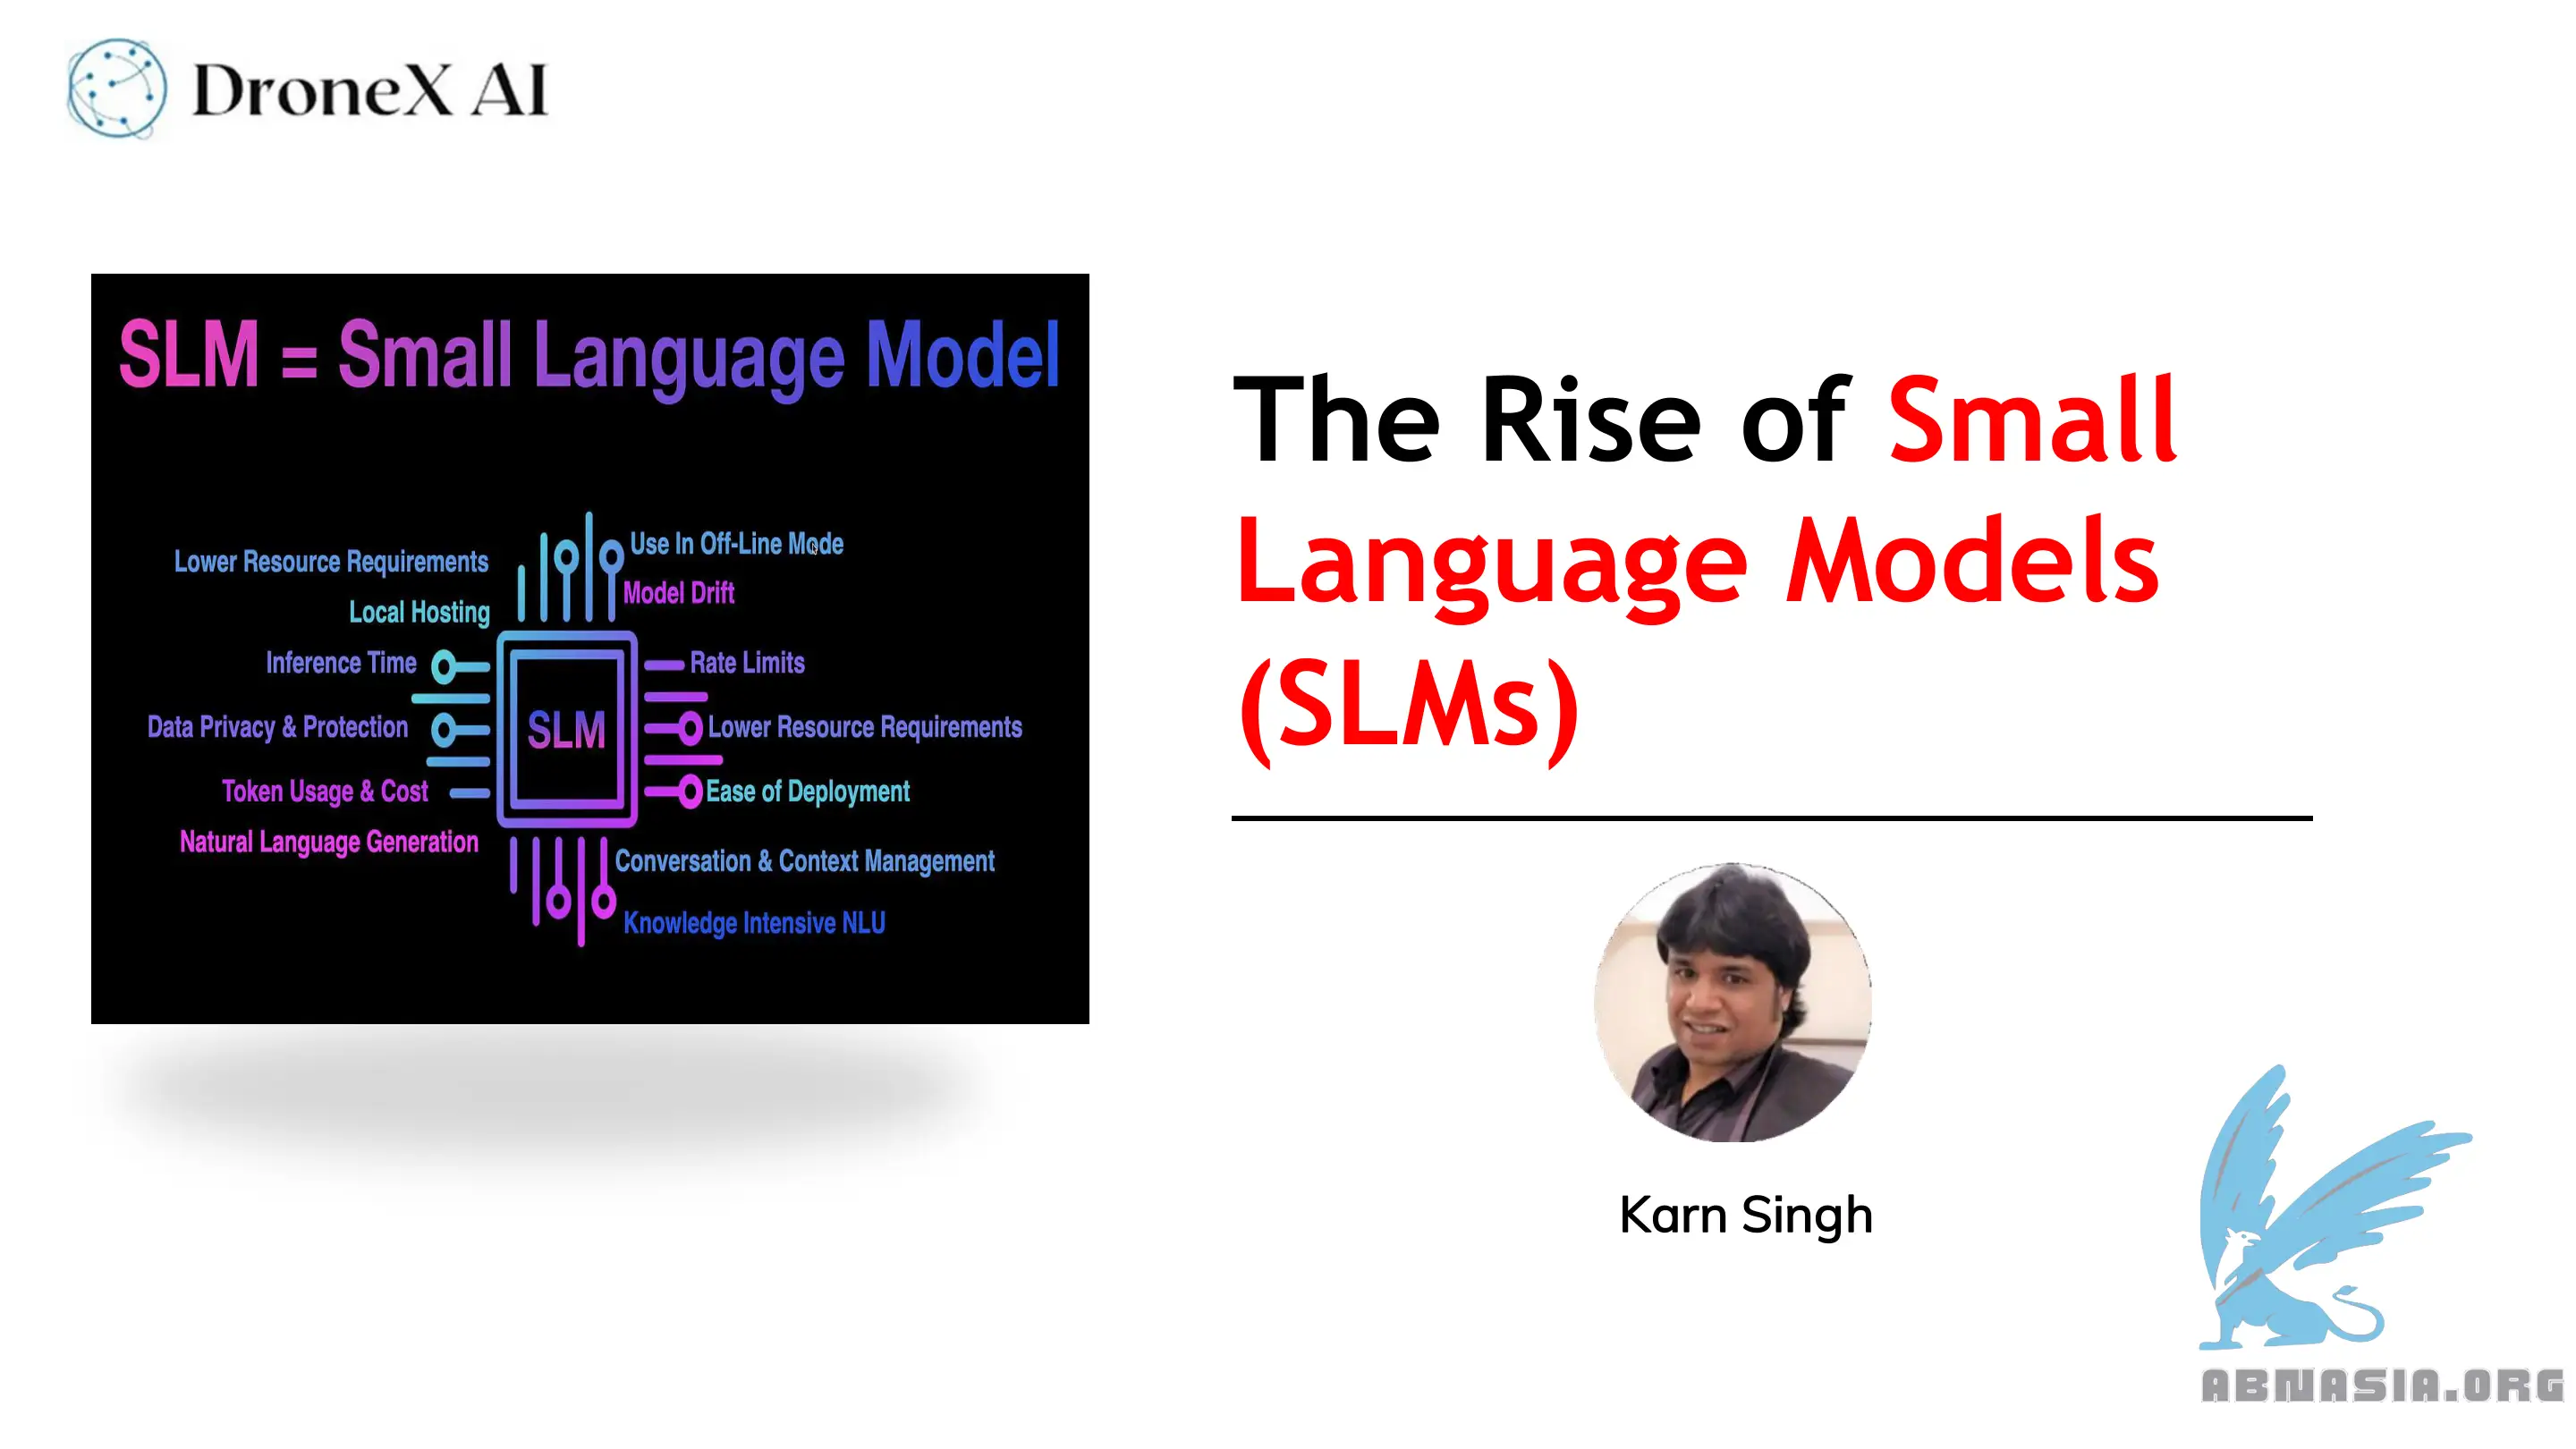 DroneX AI
SLM = Small Language Model
Lower Resource Requirements
Local Hosting
Inference Time
Data Privacy & Protection
Token Usage & Cost
Natural Language Generation
SLM
Use In Off-Line Mode
Model Drift
Rate Limits
Lower Resource Requirements
Ease of Deployment
Conversation & Context Management
Knowledge Intensive NLU
The Rise of Small
Language Models
(SLMs)
Karn Singh
ABNASIA.ORG